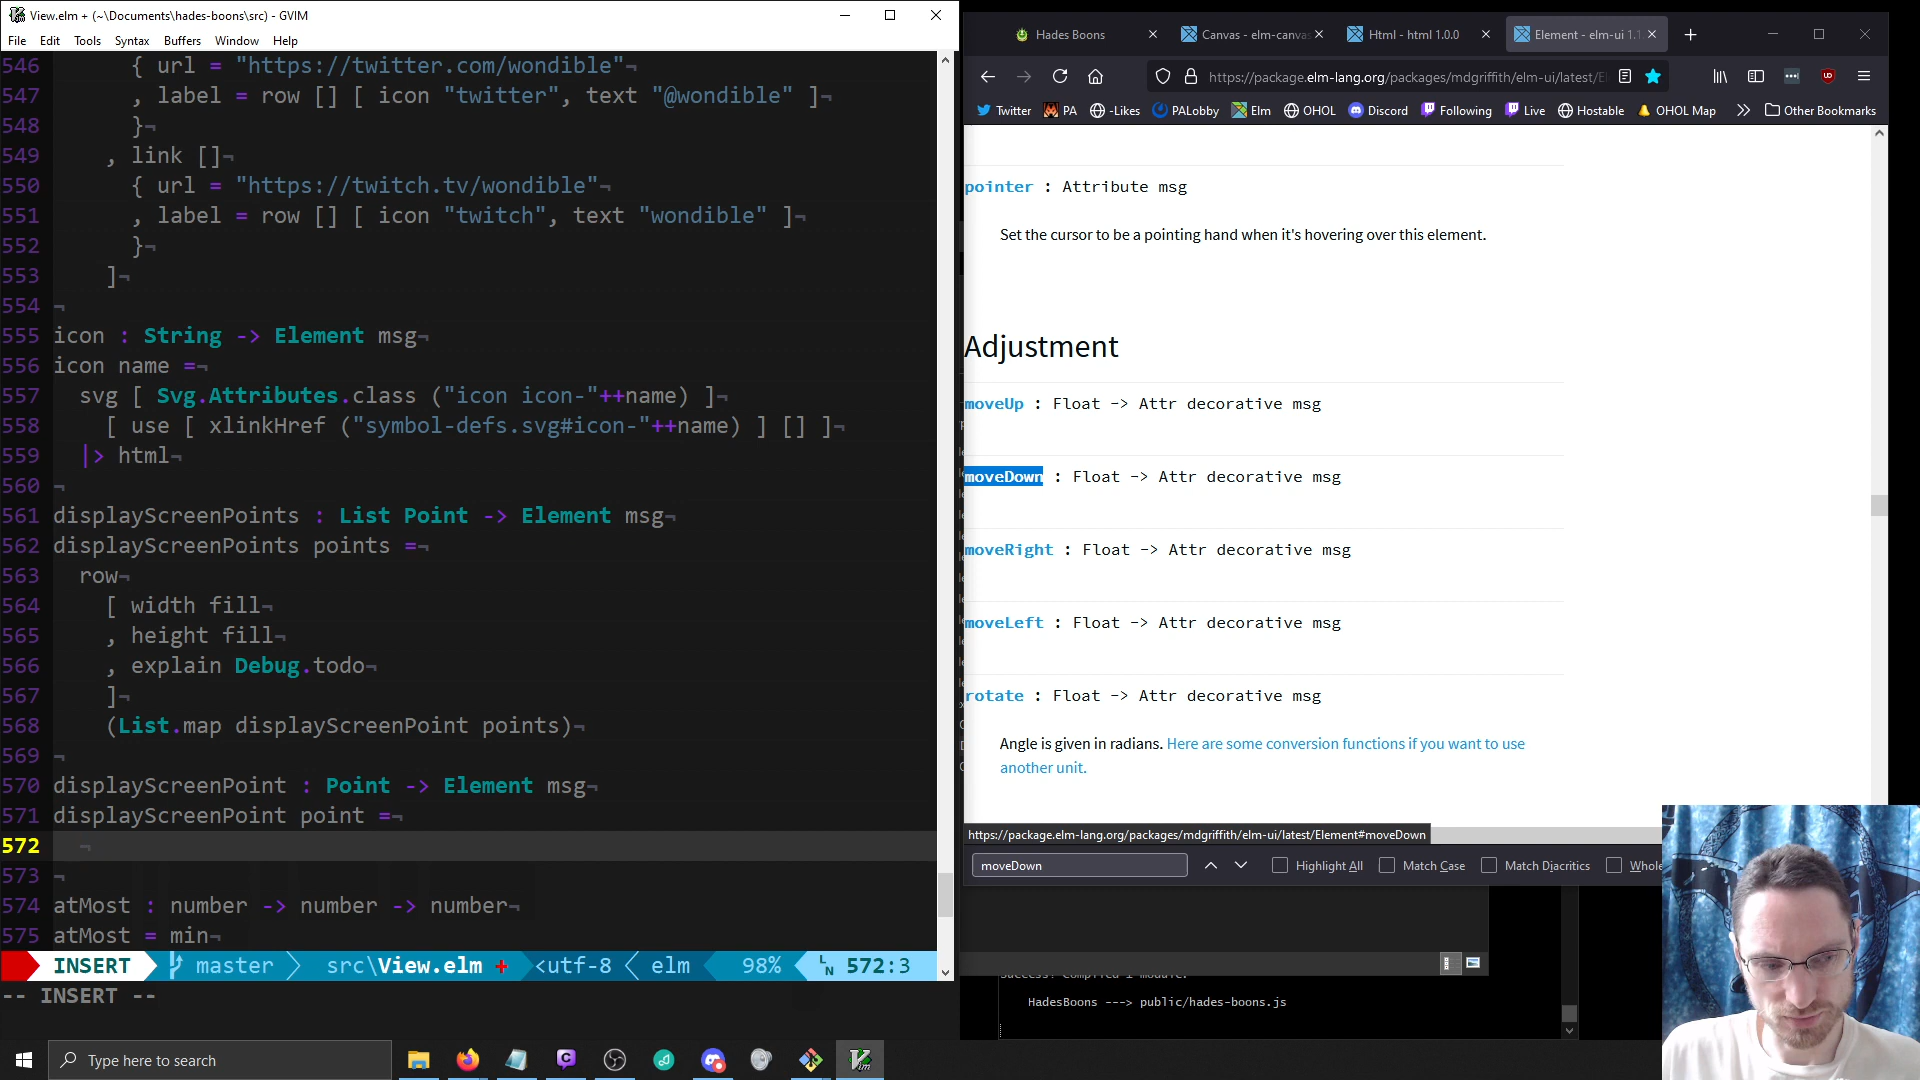 View.elm + (~\Documents\hades-boons\src) - GVIM
File Edit Tools Syntax Buffers Window Help
546 { url = "https://twitter.com/wondible"¬
547 , label = row [] [ icon "twitter", text "@wondible" ]¬
548 }¬
549 , link []¬
550 { url = "https://twitch.tv/wondible"¬
551 , label = row [] [ icon "twitch", text "wondible" ]¬
552 }¬
553 ]¬
554 ¬
555 icon : String -> Element msg¬
556 icon name =¬
557 svg [ Svg.Attributes.class ("icon icon-"++name) ]¬
558 [ use [ xlinkHref ("symbol-defs.svg#icon-"++name) ] [] ]¬
559 |> html¬
560 ¬
561 displayScreenPoints : List Point -> Element msg¬
562 displayScreenPoints points =¬
563 row¬
564 [ width fill¬
565 , height fill¬
566 , explain Debug.todo¬
567 ]¬
568 (List.map displayScreenPoint points)¬
569 ¬
570 displayScreenPoint : Point -> Element msg¬
571 displayScreenPoint point =¬
572 ¬
573 ¬
574 atMost : number -> number -> number¬
575 atMost = min¬
INSERT master src\View.elm + <utf-8 elm 98% LN 572:3
-- INSERT --
Type here to search
Hades Boons
Canvas - elm-canvas
Html - html 1.0.0
Element - elm-ui 1.1
https://package.elm-lang.org/packages/mdgriffith/elm-ui/latest/El
Twitter PA -Likes PALobby Elm OHOL Discord Following Live Hostable OHOL Map Other Bookmarks
pointer : Attribute msg
Set the cursor to be a pointing hand when it's hovering over this element.
Adjustment
moveUp : Float -> Attr decorative msg
moveDown : Float -> Attr decorative msg
moveRight : Float -> Attr decorative msg
moveLeft : Float -> Attr decorative msg
rotate : Float -> Attr decorative msg
Angle is given in radians. Here are some conversion functions if you want to use
another unit.
https://package.elm-lang.org/packages/mdgriffith/elm-ui/latest/Element#moveDown
moveDown Highlight All Match Case Match Diacritics Whole
Success! Compiled 1 module.
HadesBoons ---> public/hades-boons.js